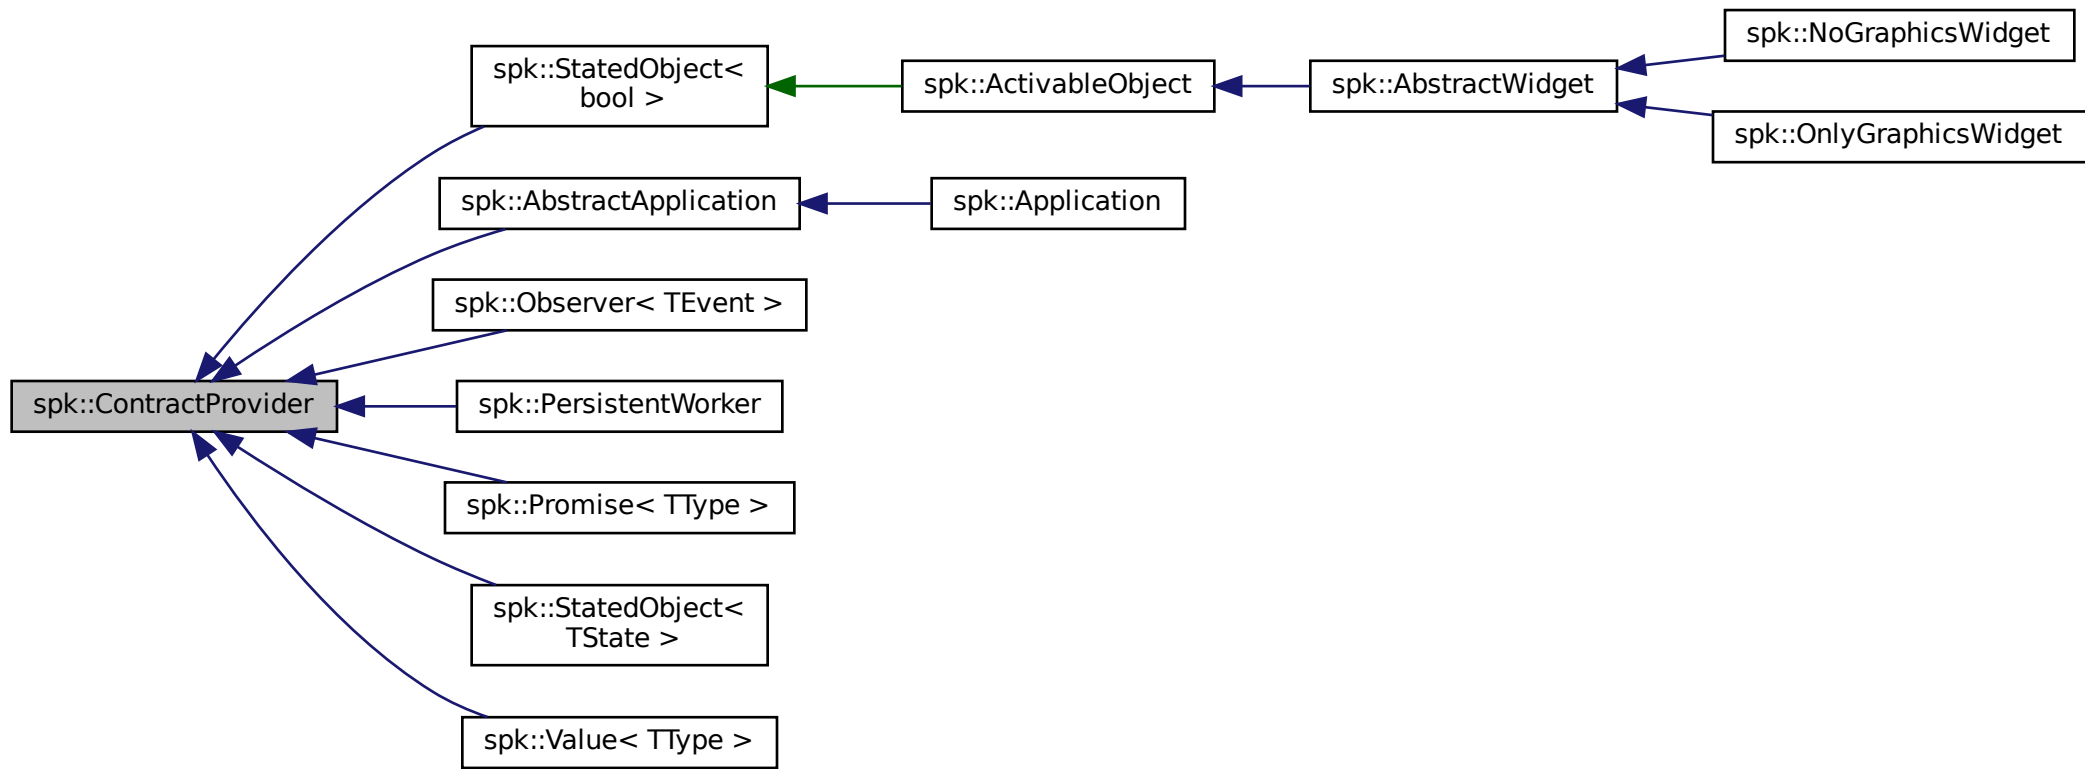 spk::NoGraphicsWidget
spk::StatedObject<
bool >
spk::ActivableObject
spk::AbstractWidget
spk::OnlyGraphicsWidget
spk::AbstractApplication
spk::Application
spk::Observer< TEvent >
spk::ContractProvider
spk::PersistentWorker
spk::Promise< TType >
spk::StatedObject<
TState >
spk::Value< TType >